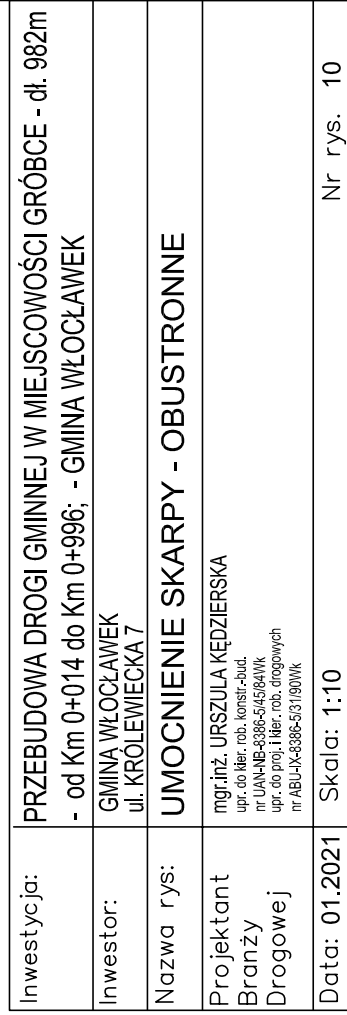 Inwestycja:
PRZEBUDOWA DROGI GMINNEJ W MIEJSCOWOŚCI GRÓBCE - dł. 982m
- od Km 0+014 do Km 0+996; - GMINA WŁOCŁAWEK
Inwestor:
GMINA WŁOCŁAWEK
ul. KRÓLEWIECKA 7
Nazwa rys:
UMOCNIENIE SKARPY - OBUSTRONNE
Projektant
Branży
Drogowej
mgr.inż. URSZULA KĘDZIERSKA
upr. do kier. rob. konstr-bud.
nr UAN-NB-8386-5/45/84Wk
upr. do proj. i kier. rob. drogowych
nr ABU-IX-8386-5/31/90Wk
Data: 01.2021
Skala: 1:10
Nr rys. 10